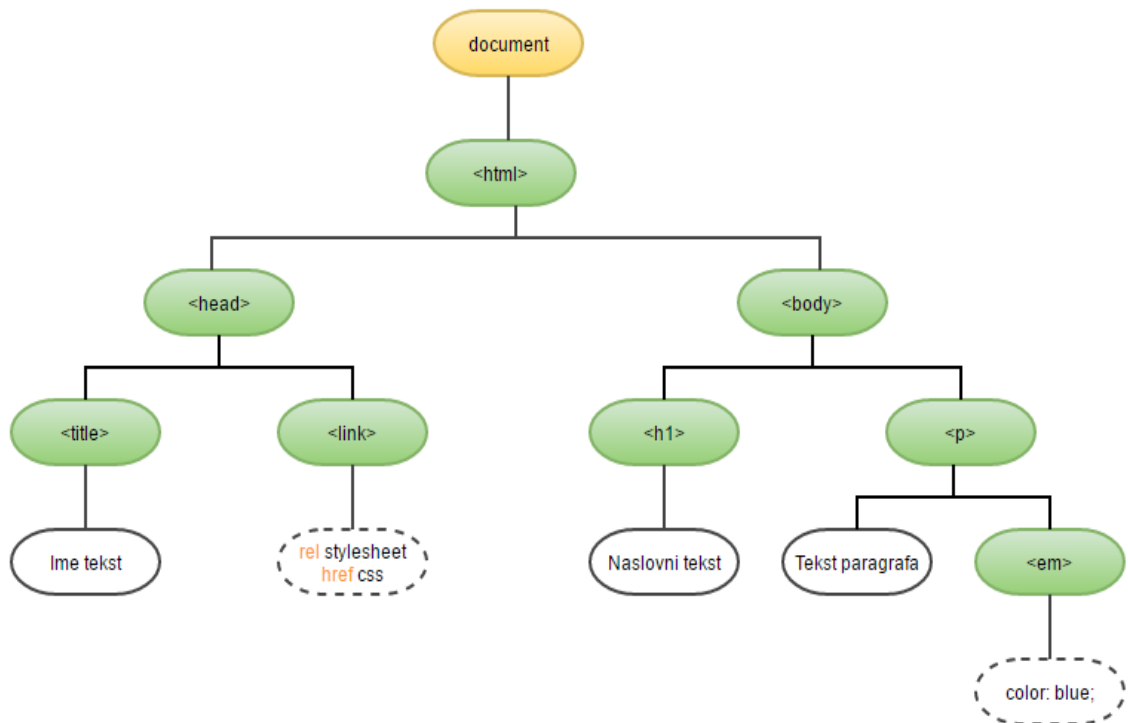 document
<html>
<head>
<body>
<title>
<link>
<h1>
<p>
Ime tekst
rel stylesheet
href css
Naslovni tekst
Tekst paragrafa
<em>
color: blue;